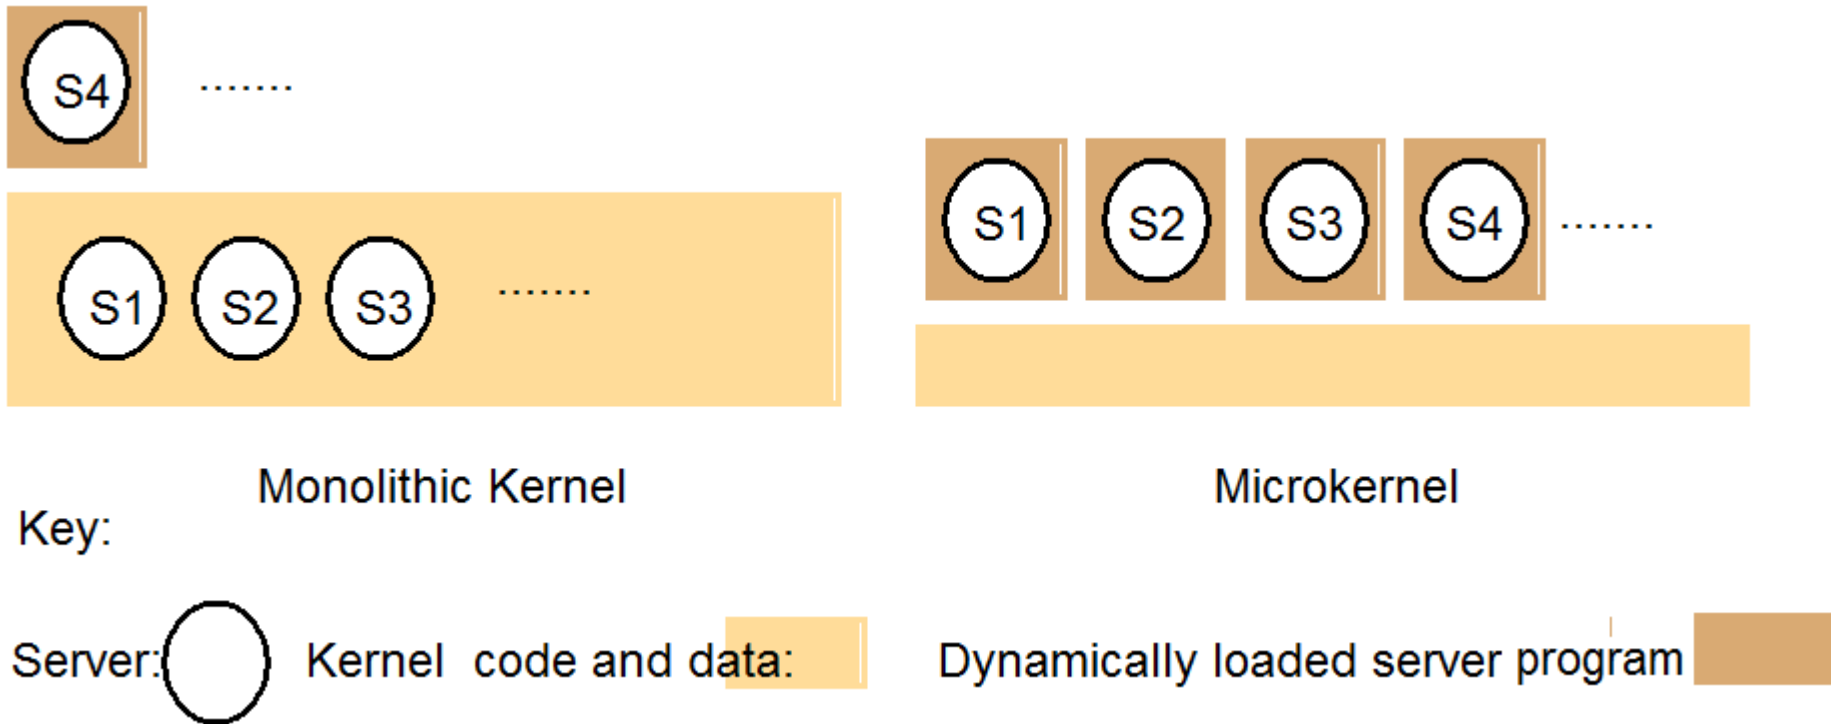 S4 .......
S1 S2 S3 .......
S1 S2 S3 S4 .......
Monolithic Kernel
Microkernel
Key:
Server: Kernel code and data: Dynamically loaded server program